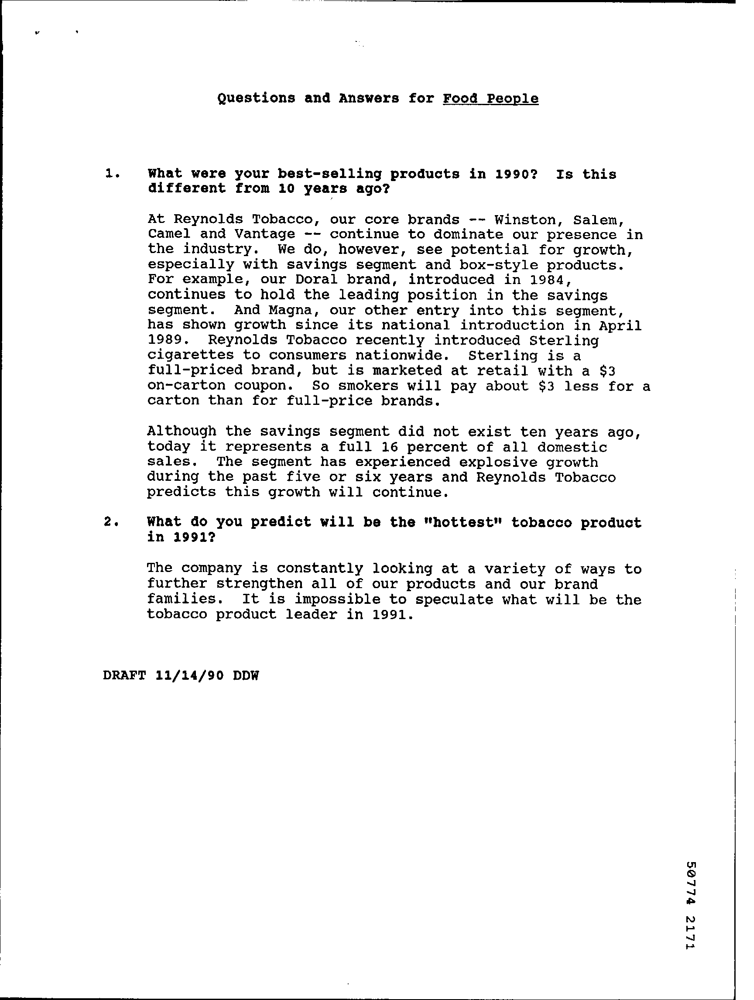 Questions and Answers for Food People
1. What were your best-selling products in 1990? Is this
different from 10 years ago?
At Reynolds Tobacco, our core brands -- Winston, Salem,
Camel and Vantage -- continue to dominate our presence in
the industry. We do, however, see potential for growth,
especially with savings segment and box-style products.
For example, our Doral brand, introduced in 1984,
continues to hold the leading position in the savings
segment. And Magna, our other entry into this segment,
has shown growth since its national introduction in April
1989. Reynolds Tobacco recently introduced Sterling
cigarettes to consumers nationwide. Sterling is a
full-priced brand, but is marketed at retail with a $3
on-carton coupon. So smokers will pay about $3 less for a
carton than for full-price brands.
Although the savings segment did not exist ten years ago,
today it represents a full 16 percent of all domestic
sales. The segment has experienced explosive growth
during the past five or six years and Reynolds Tobacco
predicts this growth will continue.
2. What do you predict will be the "hottest" tobacco product
in 1991?
The company is constantly looking at a variety of ways to
further strengthen all of our products and our brand
families. It is impossible to speculate what will be the
tobacco product leader in 1991.
DRAFT 11/14/90 DDW
50774 2171